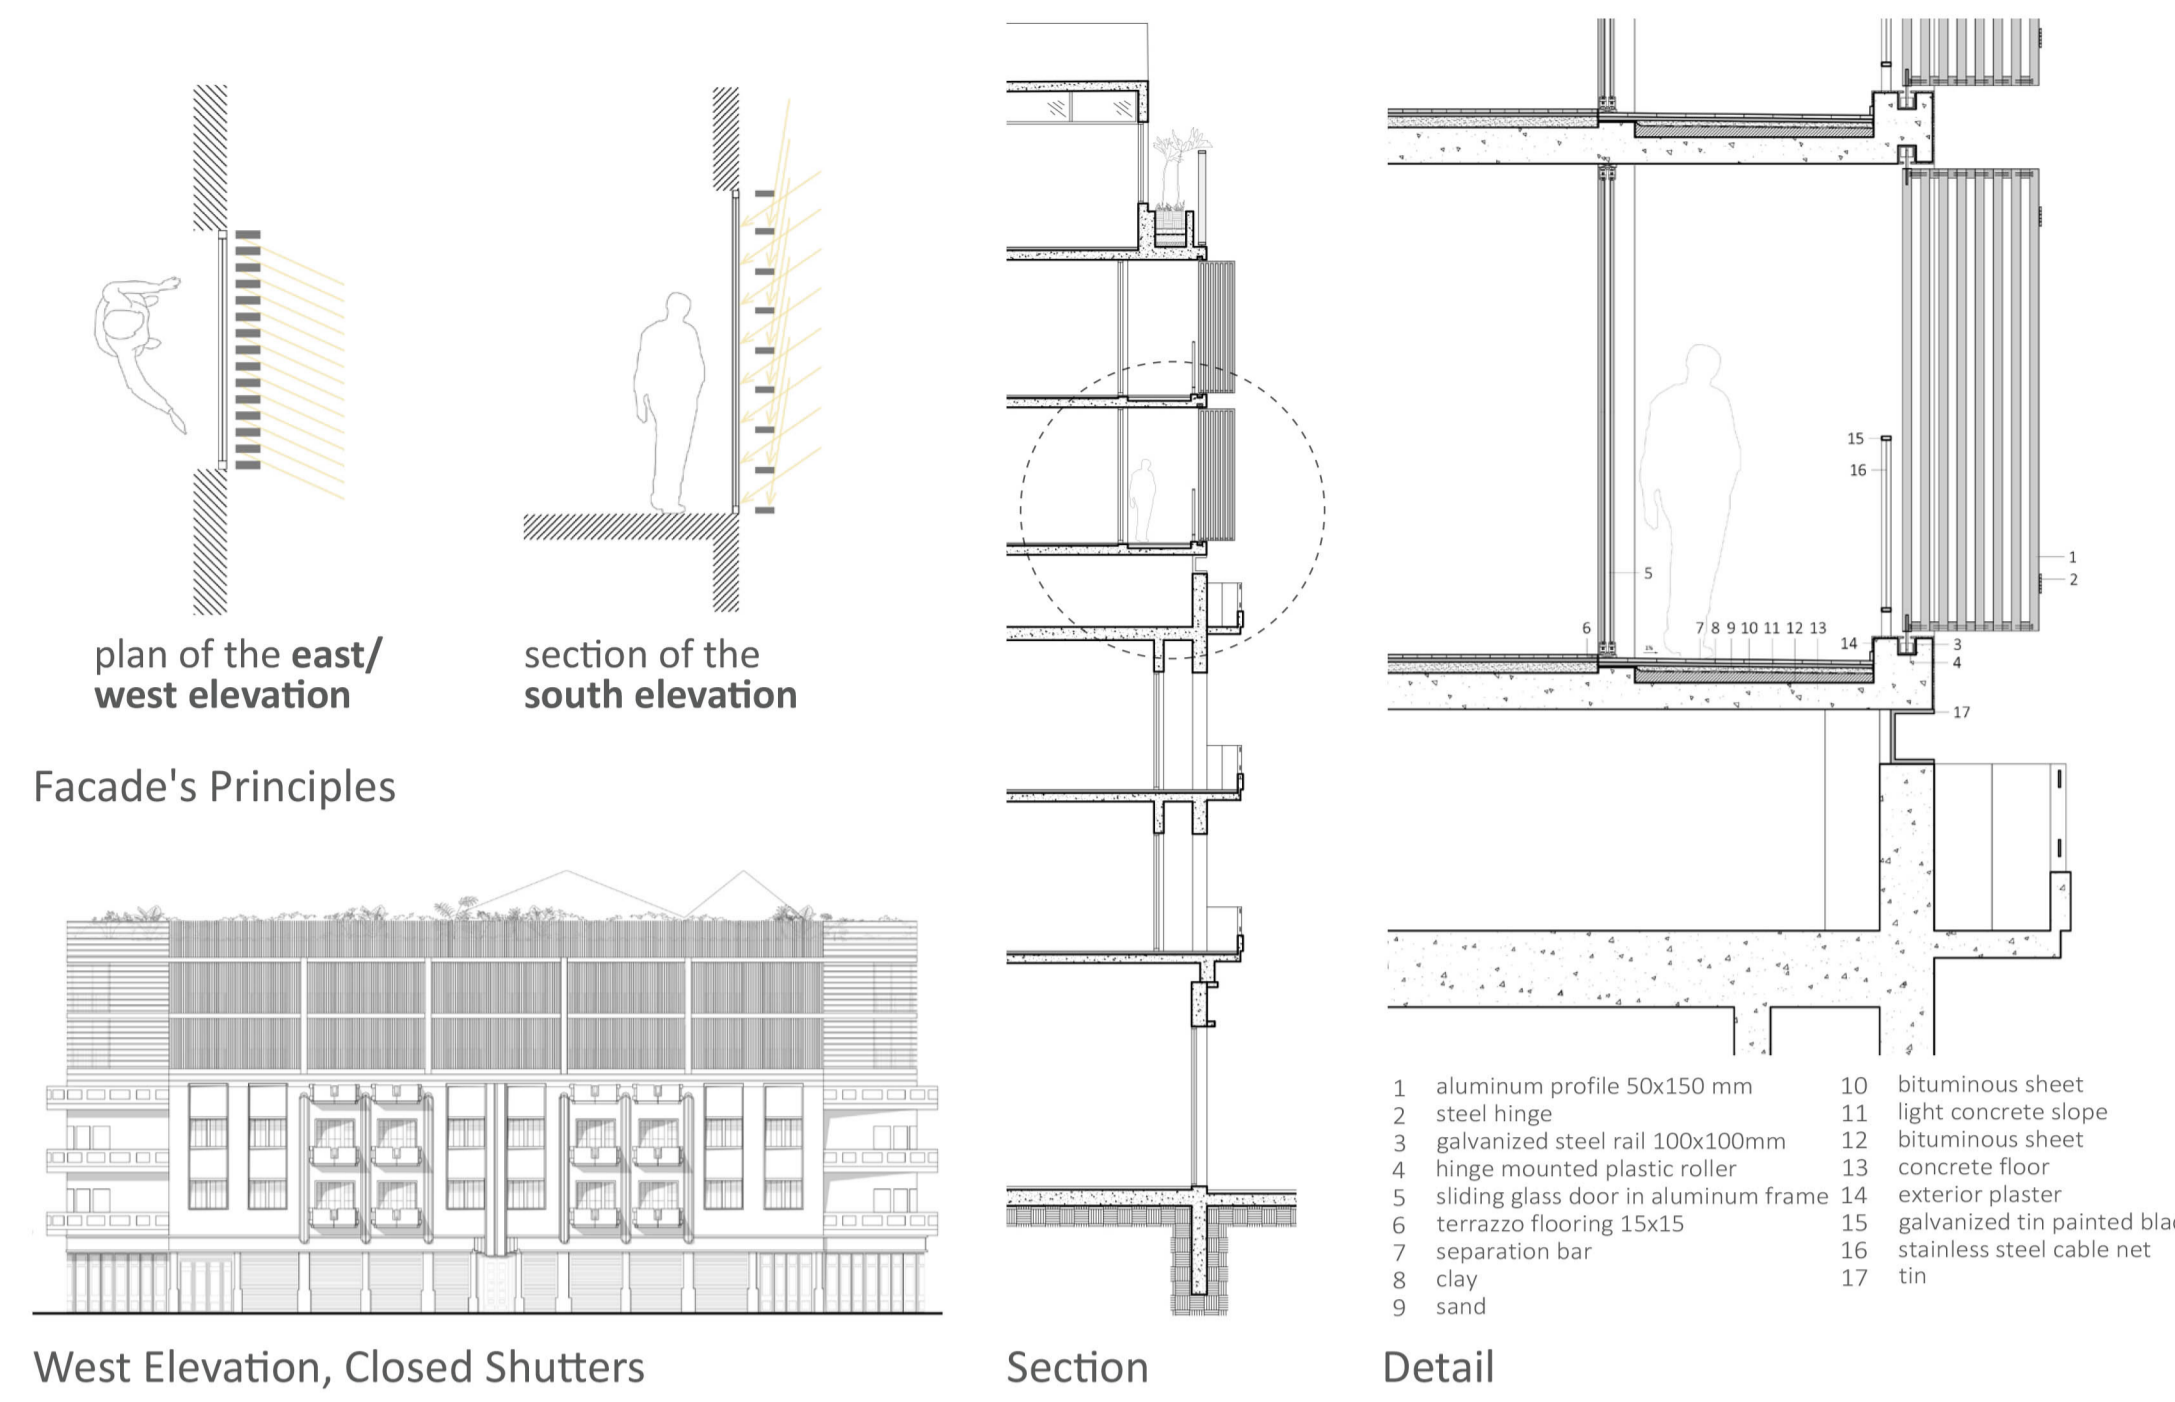 plan of the east/
west elevation
section of the
south elevation
Facade's Principles
West Elevation, Closed Shutters
Section
15
16
1
2
5
6
7 8 9 10 11 12 13
14
3
4
1%
17
1 aluminum profile 50x150 mm
2 steel hinge
3 galvanized steel rail 100x100mm
4 hinge mounted plastic roller
5 sliding glass door in aluminum frame
6 terrazzo flooring 15x15
7 separation bar
8 clay
9 sand
10 bituminous sheet
11 light concrete slope
12 bituminous sheet
13 concrete floor
14 exterior plaster
15 galvanized tin painted
16 stainless steel cable net
17 tin
Detail